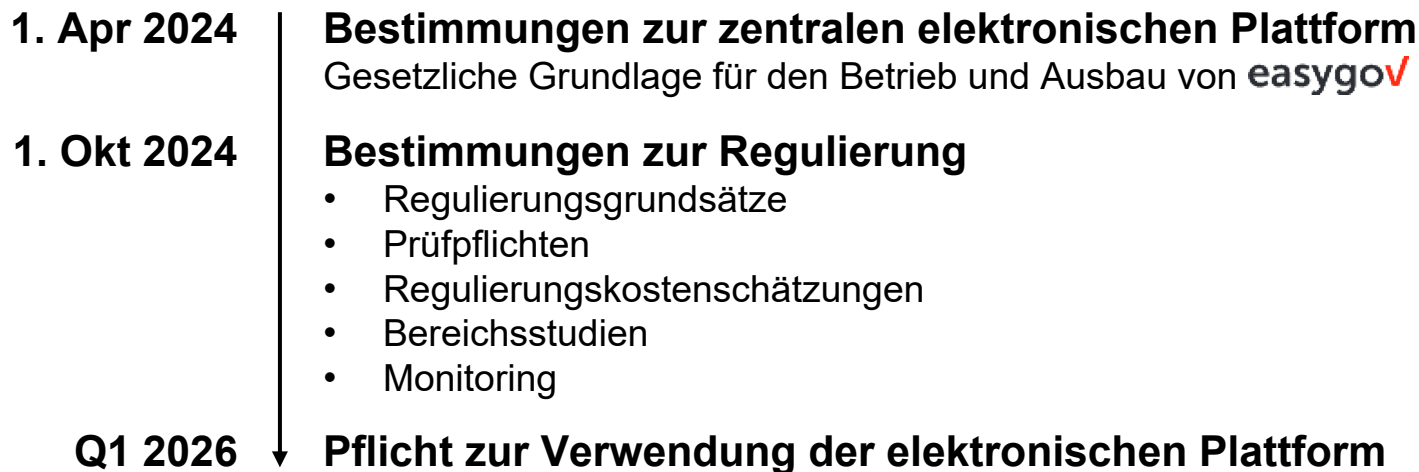 1. Apr 2024 Bestimmungen zur zentralen elektronischen Plattform
Gesetzliche Grundlage für den Betrieb und Ausbau von easygov
1. Okt 2024 Bestimmungen zur Regulierung
• Regulierungsgrundsätze
• Prüfpflichten
• Regulierungskostenschätzungen
• Bereichsstudien
• Monitoring
Q1 2026 Pflicht zur Verwendung der elektronischen Plattform